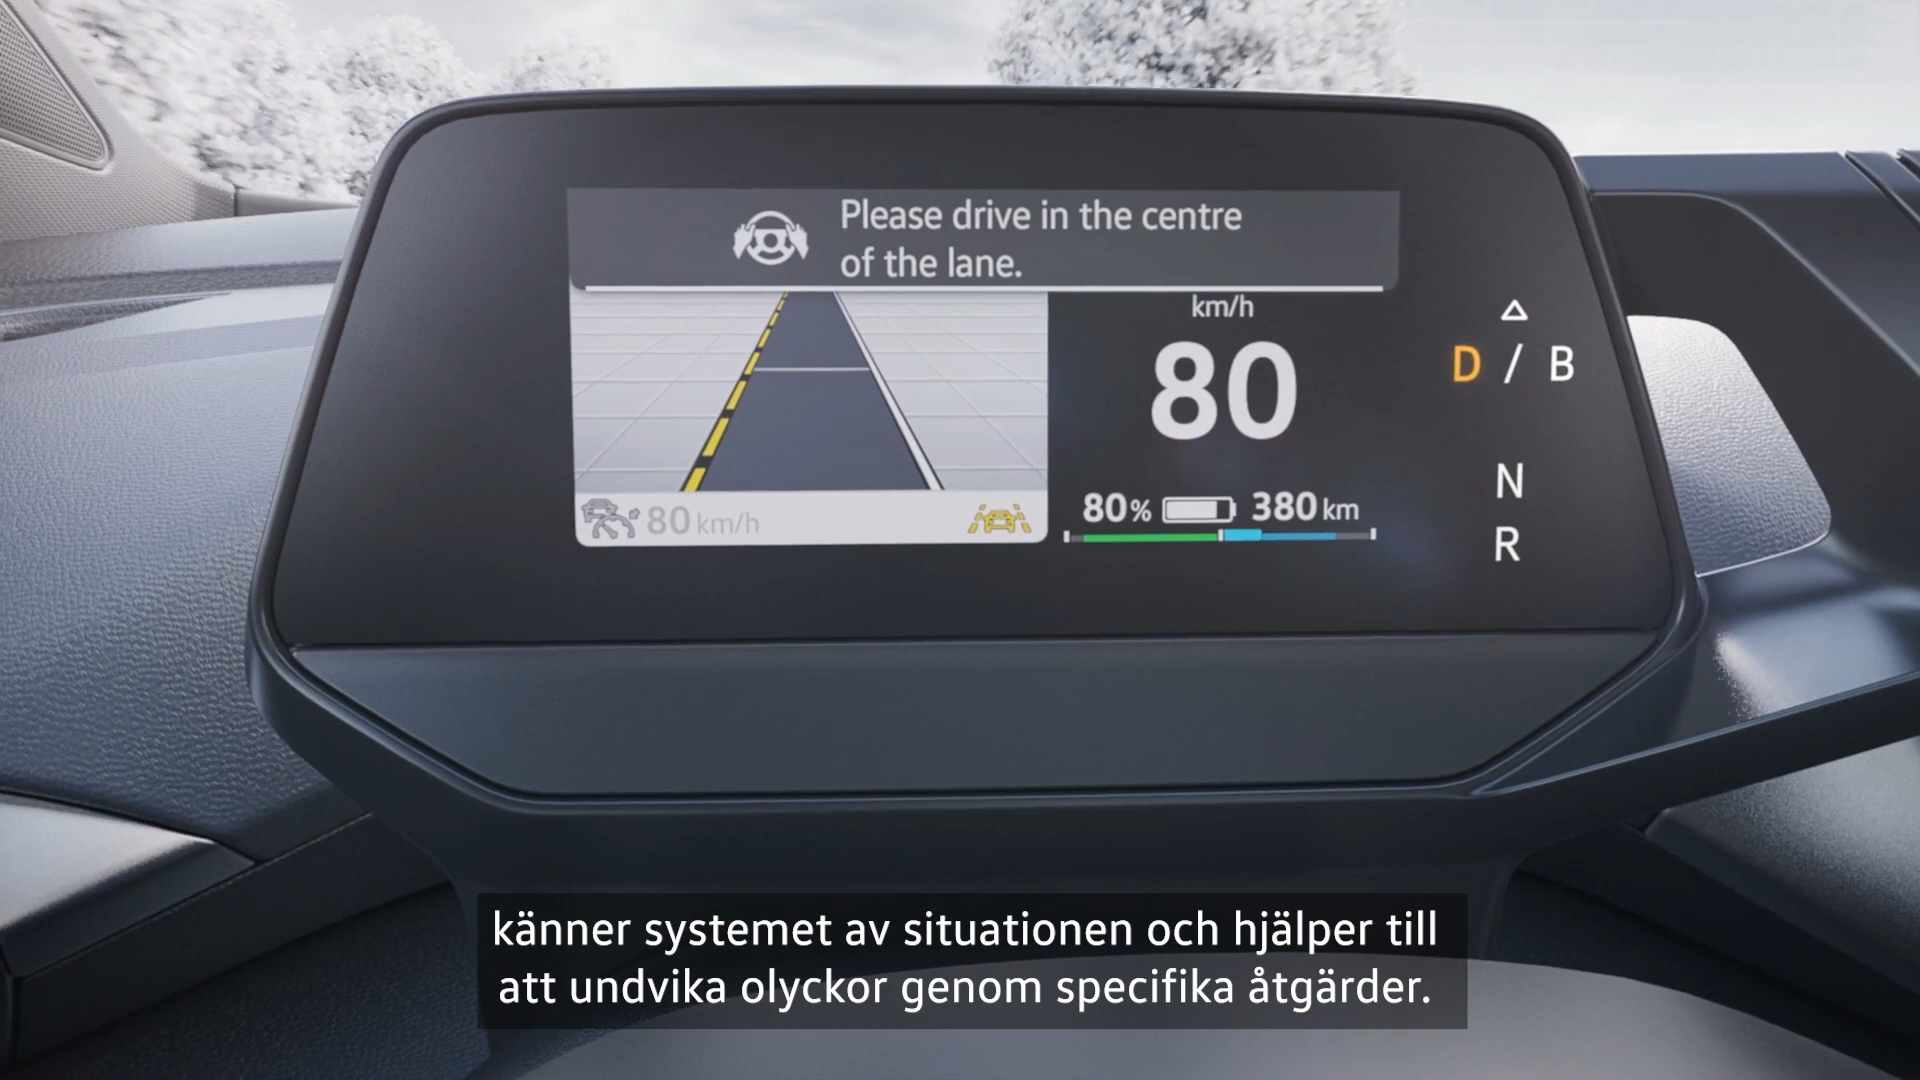 Please drive in the centre
of the lane.
km/h
80
D / B
N
R
80 km/h
80% 380 km
känner systemet av situationen och hjälper till
att undvika olyckor genom specifika åtgärder.